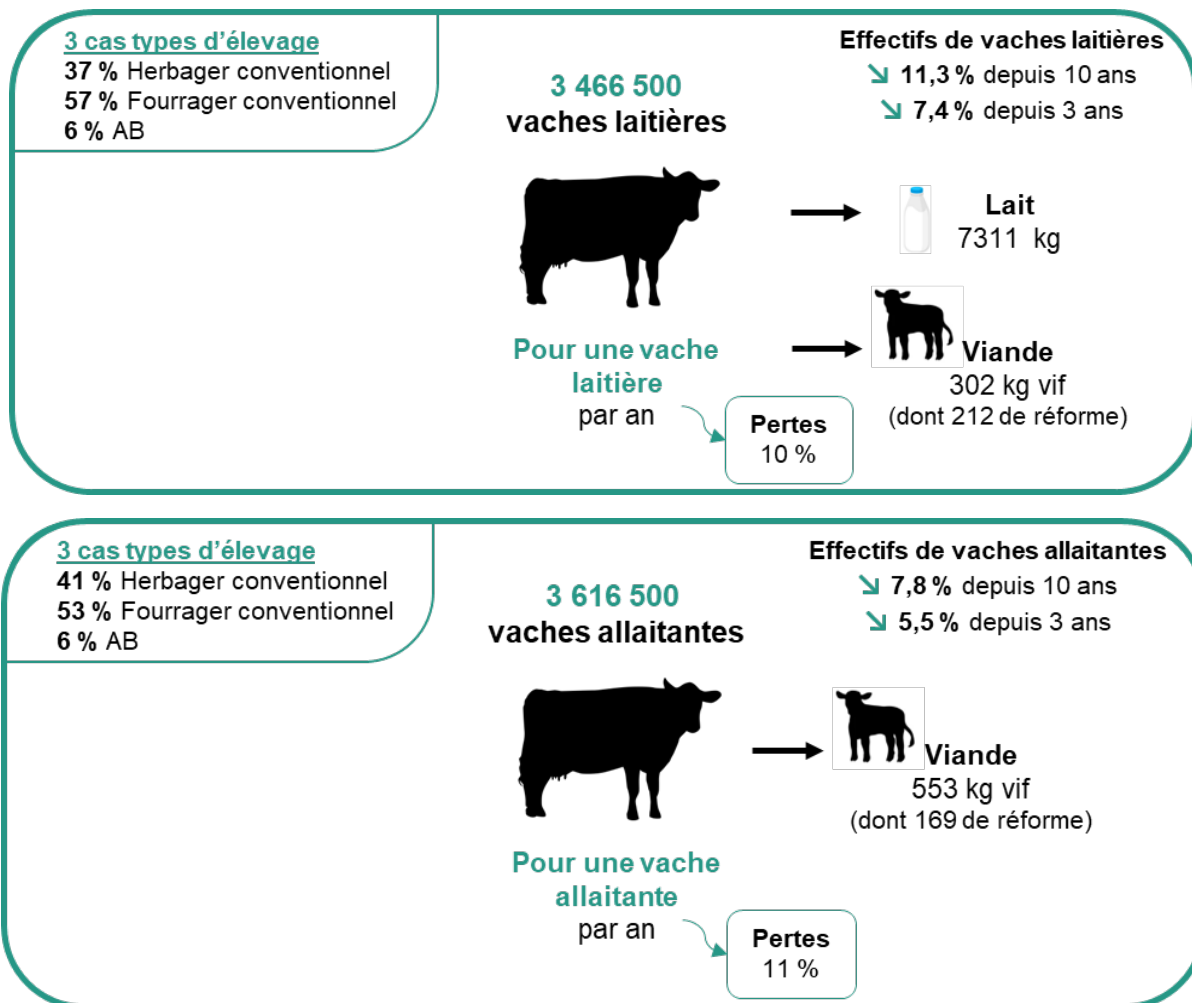 3 cas types d’élevage
37 % Herbager conventionnel
57 % Fourrager conventionnel
6 % AB
3 466 500
vaches laitières
Effectifs de vaches laitières
↘ 11,3 % depuis 10 ans
↘ 7,4 % depuis 3 ans
Lait
7311 kg
Pour une vache
laitière
par an
Viande
302 kg vif
(dont 212 de réforme)
Pertes
10 %
3 cas types d’élevage
41 % Herbager conventionnel
53 % Fourrager conventionnel
6 % AB
3 616 500
vaches allaitantes
Effectifs de vaches allaitantes
↘ 7,8 % depuis 10 ans
↘ 5,5 % depuis 3 ans
Viande
553 kg vif
(dont 169 de réforme)
Pour une vache
allaitante
par an
Pertes
11 %